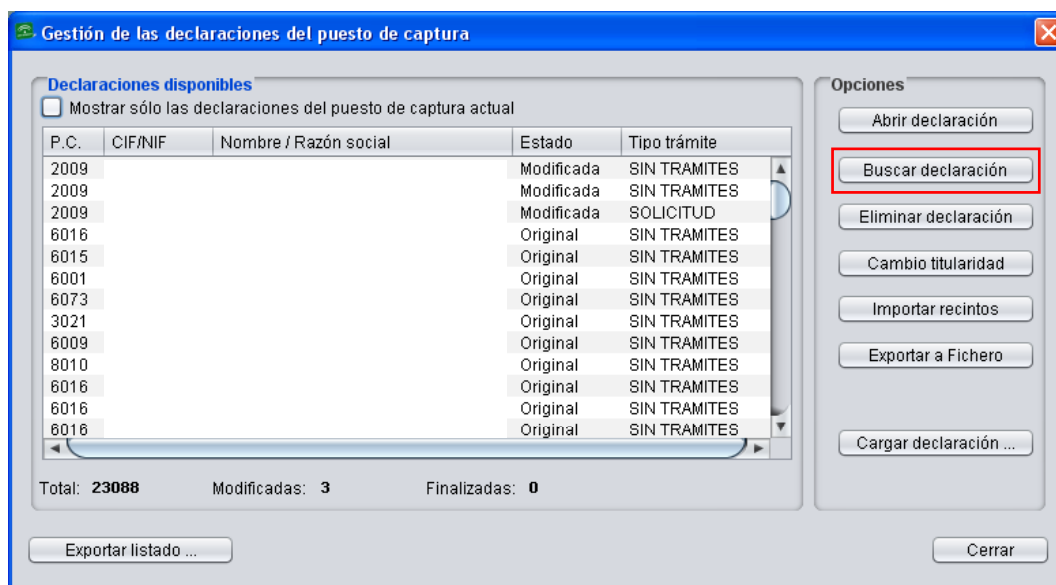 Gestión de las declaraciones del puesto de captura
Declaraciones disponibles
Mostrar sólo las declaraciones del puesto de captura actual
P.C. CIF/NIF Nombre / Razón social Estado Tipo trámite
2009 Modificada SIN TRAMITES
2009 Modificada SIN TRAMITES
2009 Modificada SOLICITUD
6016 Original SIN TRAMITES
6015 Original SIN TRAMITES
6001 Original SIN TRAMITES
6073 Original SIN TRAMITES
3021 Original SIN TRAMITES
6009 Original SIN TRAMITES
8010 Original SIN TRAMITES
6016 Original SIN TRAMITES
6016 Original SIN TRAMITES
6016 Original SIN TRAMITES
Total: 23088 Modificadas: 3 Finalizadas: 0
Opciones
Abrir declaración
Buscar declaración
Eliminar declaración
Cambio titularidad
Importar recintos
Exportar a Fichero
Cargar declaración ...
Exportar listado ...
Cerrar